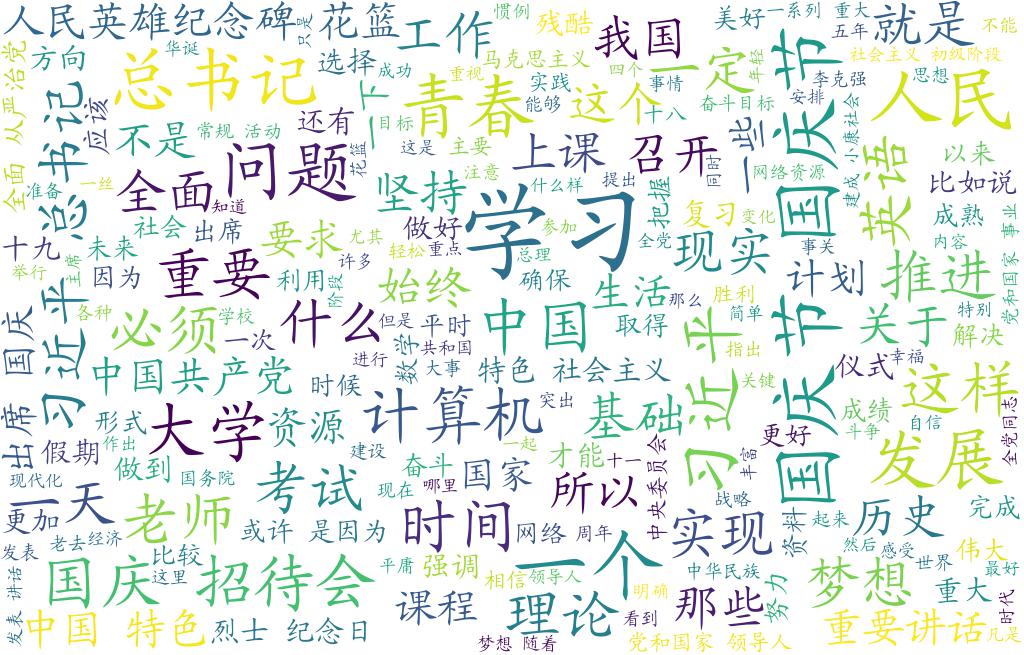 人民英雄纪念碑
只是
花篮
惯例
残酷
美好
一系列
重大
五年
就是
不能
从严治党
全面
方向
华诞
总书记
选择
成功
工作
重视
马克思主义
四个
我国
一定
事情
年轻
李克强
社会主义 初级阶段
思想
人民
总书记
应该
不是
常规 活动
还有
一下
目标
青春
实践
能够
这个
十八
奋斗目标
安排
国庆节
小康社会
建成
英语
以来
比如说
准备
一丝
全面
知道
问题
花篮
这是
主要
坚持
注意
上课
什么样
提出
召开
同时
一些
网络资源
成熟
内容
事业
党和国家
十九
未来
社会
出席
要求
尤其
做好
轻松
重点
学习
参加
总理
全党
把握
复习
变化
现实
事关
计划
推进
举行
主席
因为
重要
利用
许多
阶段
始终
确保
生活
那么
胜利
简单
特别
国庆
习近平
各种
必须
学校
一次
什么
但是
平时
共和国
中国
取得
指出
习近平
国庆节
关于
解决
仪式
幸福
中国共产党
时候
进行
数学
大事
特色 社会主义
关键
这样
出席
形式
作出
大学
资源
计算机
突出
基础
更好
成绩
斗争
自信
全党同志
假期
做到
国务院
建设
一起
才能
丰富
发展
现代化
一天
考试
奋斗
现在
哪里
国家
十一
所以
中央委员会
战略
更加
老师
或许
是因为
时间
网络
周年
实现
资料
起来
历史
完成
发表 讲话
老去
经济
比较
这里
国庆 招待会
平庸
强调
相信
领导人
一个
明确
中华民族
努力
然后
感受
世界
伟大
最好
梦想
重大
时代
发表
中国 特色
烈士 纪念日
课程
理论
看到
那些
梦想 随着
党和国家 领导人
重要讲话
凡是